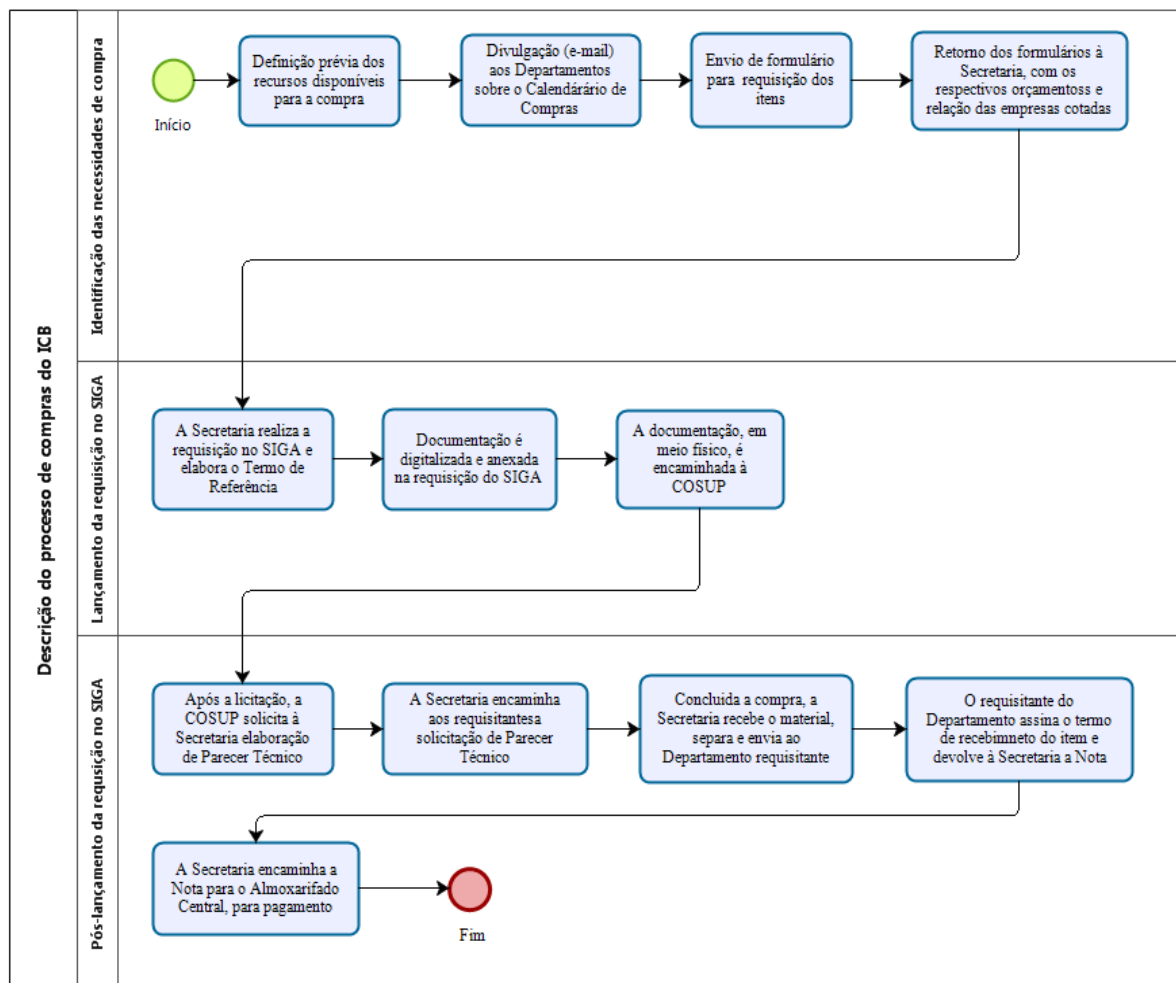 Descrição do processo de compras do ICB
Identificação das necessidades de compra
Início
Definição prévia dos
recursos disponíveis
para a compra
Divulgação (e-mail)
aos Departamentos
sobre o Calendárário de
Compras
Envio de formulário
para requisição dos
itens
Retorno dos formulários à
Secretaria, com os
respectivos orçamentoss e
relação das empresas cotadas
Lançamento da requisição no SIGA
A Secretaria realiza a
requisição no SIGA e
elabora o Termo de
Referência
Documentação é
digitalizada e anexada
na requisição do SIGA
A documentação, em
meio físico, é
encaminhada à
COSUP
Pós-lançamento da requsição no SIGA
Após a licitação, a
COSUP solicita à
Secretaria elaboração
de Parecer Técnico
A Secretaria encaminha
aos requisitantesa
solicitação de Parecer
Técnico
Concluida a compra, a
Secretaria recebe o material,
separa e envia ao
Departamento requisitante
O requisitante do
Departamento assina o termo
de recebimneto do item e
devolve à Secretaria a Nota
A Secretaria encaminha a
Nota para o Almoxarifado
Central, para pagamento
Fim